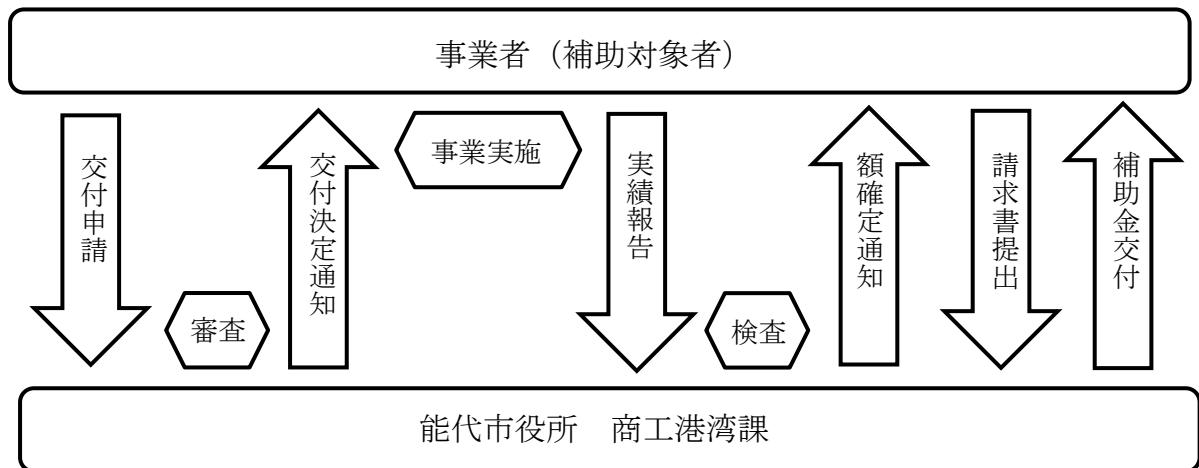 事業者（補助対象者）
交付申請
審査
交付決定通知
事業実施
実績報告
検査
額確定通知
請求書提出
補助金交付
能代市役所　商工港湾課